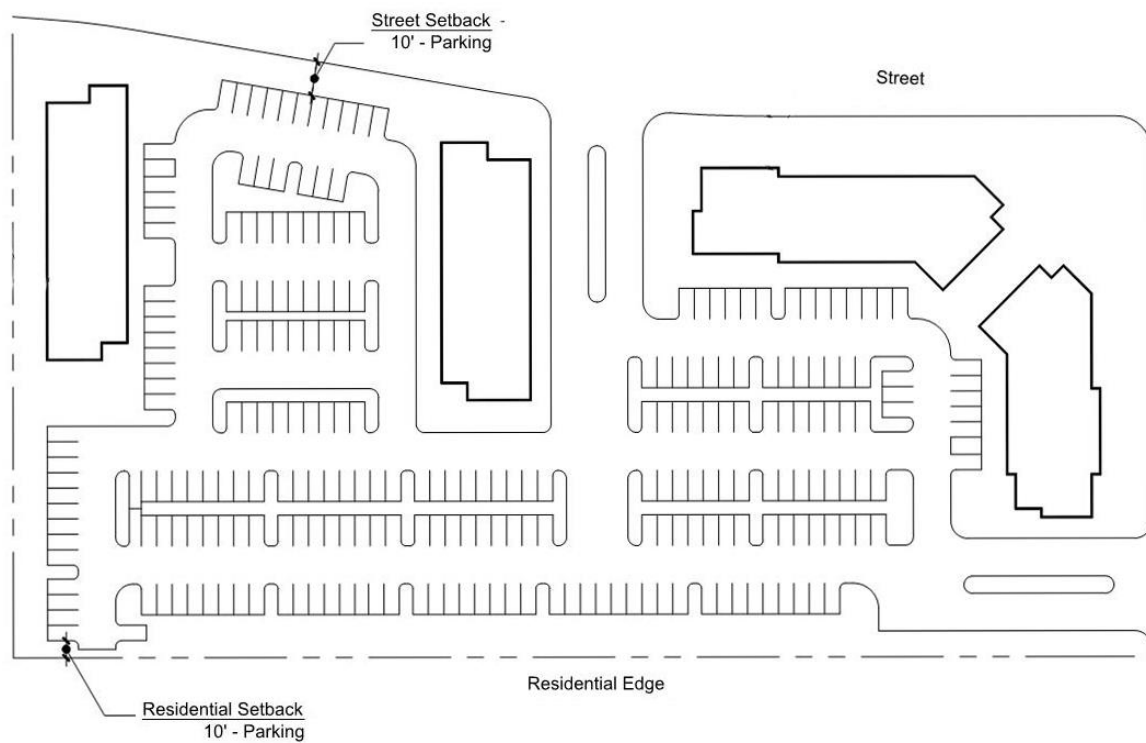 Street Setback -
10' - Parking
Street
Residential Edge
Residential Setback
10' - Parking